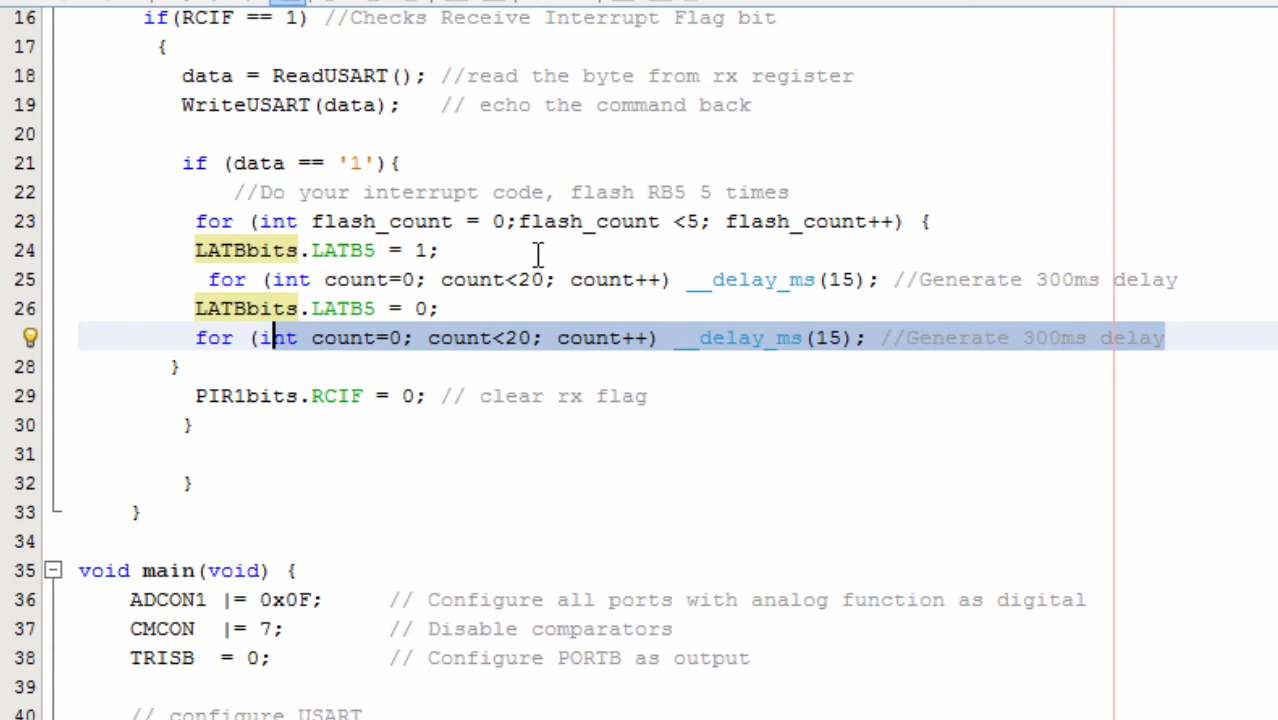 16 if(RCIF == 1) //Checks Receive Interrupt Flag bit
17 {
18 data = ReadUSART(); //read the byte from rx register
19 WriteUSART(data); // echo the command back
20
21 if (data == '1'){
22 //Do your interrupt code, flash RB5 5 times
23 for (int flash_count = 0;flash_count <5; flash_count++) {
24 LATBbits.LATB5 = 1;
25 for (int count=0; count<20; count++) __delay_ms(15); //Generate 300ms delay
26 LATBbits.LATB5 = 0;
for (int count=0; count<20; count++) __delay_ms(15); //Generate 300ms delay
28 }
29 PIR1bits.RCIF = 0; // clear rx flag
30 }
31
32 }
33 }
34
35 void main(void) {
36 ADCON1 |= 0x0F; // Configure all ports with analog function as digital
37 CMCON |= 7; // Disable comparators
38 TRISB = 0; // Configure PORTB as output
39
40 // configure USART